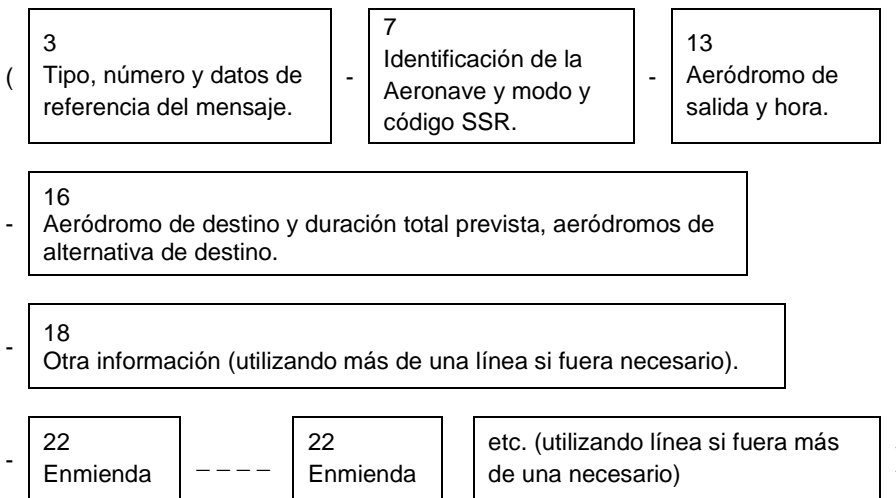 3
7
13
( Tipo, número y datos de referencia del mensaje. - Identificación de la Aeronave y modo y código SSR. - Aeródromo de salida y hora.
16
- Aeródromo de destino y duración total prevista, aeródromos de
alternativa de destino.
18
- Otra información (utilizando más de una línea si fuera necesario).
22
- Enmienda
_ _ _ _
22
Enmienda
etc. (utilizando línea si fuera más
de una necesario)